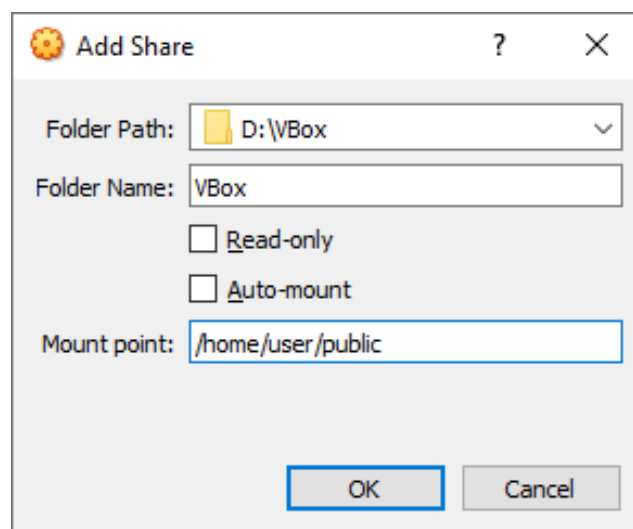 Add Share
?
Folder Path: D:\VBox
Folder Name: VBox
Read-only
Auto-mount
Mount point: /home/user/public
OK Cancel